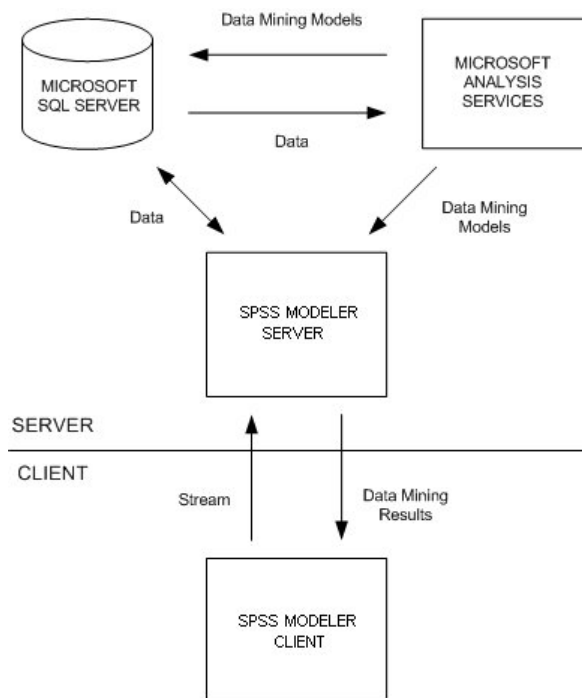 Data Mining Models
MICROSOFT
SQL SERVER
MICROSOFT
ANALYSIS
SERVICES
Data
Data
Data Mining
Models
SPSS MODELER
SERVER
SERVER
CLIENT
Stream
Data Mining
Results
SPSS MODELER
CLIENT